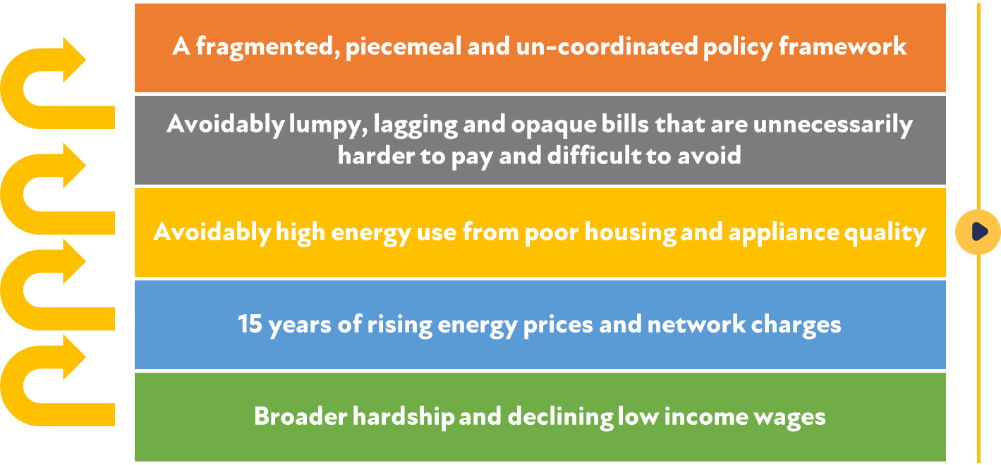 A fragmented, piecemeal and un-coordinated policy framework
Avoidably lumpy, lagging and opaque bills that are unnecessarily
harder to pay and difficult to avoid
Avoidably high energy use from poor housing and appliance quality
15 years of rising energy prices and network charges
Broader hardship and declining low income wages